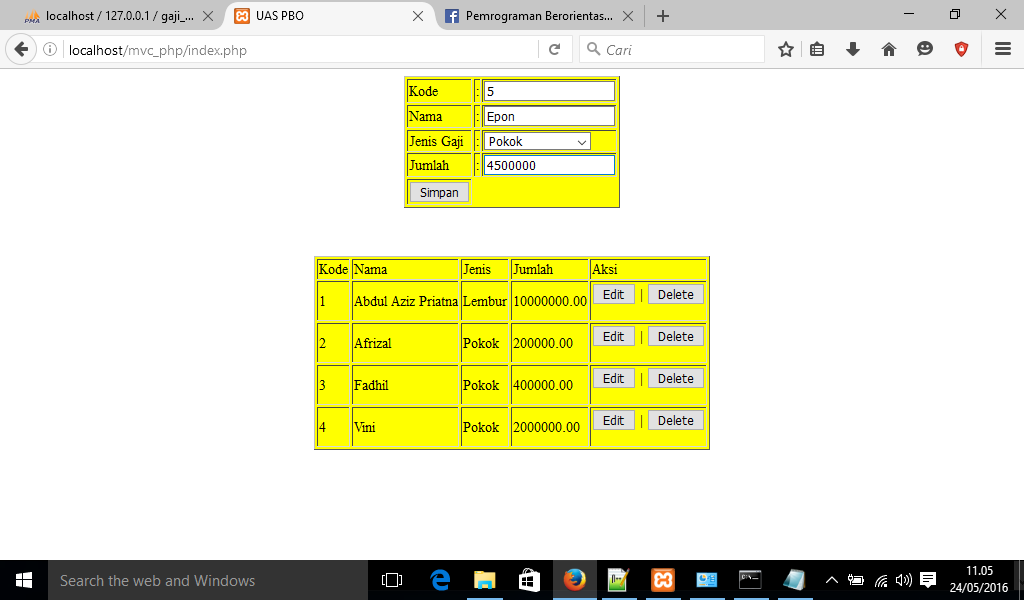 localhost / 127.0.0.1 / gaji_...
UAS PBO
Pemrograman Berorientas...
localhost/mvc_php/index.php
Cari
Kode : 5
Nama : Epon
Jenis Gaji : Pokok
Jumlah : 4500000
Simpan
Kode Nama Jenis Jumlah Aksi
1 Abdul Aziz Priatna Lembur 10000000.00 Edit | Delete
2 Afrizal Pokok 200000.00 Edit | Delete
3 Fadhil Pokok 400000.00 Edit | Delete
4 Vini Pokok 2000000.00 Edit | Delete
Search the web and Windows
11.05
24/05/2016